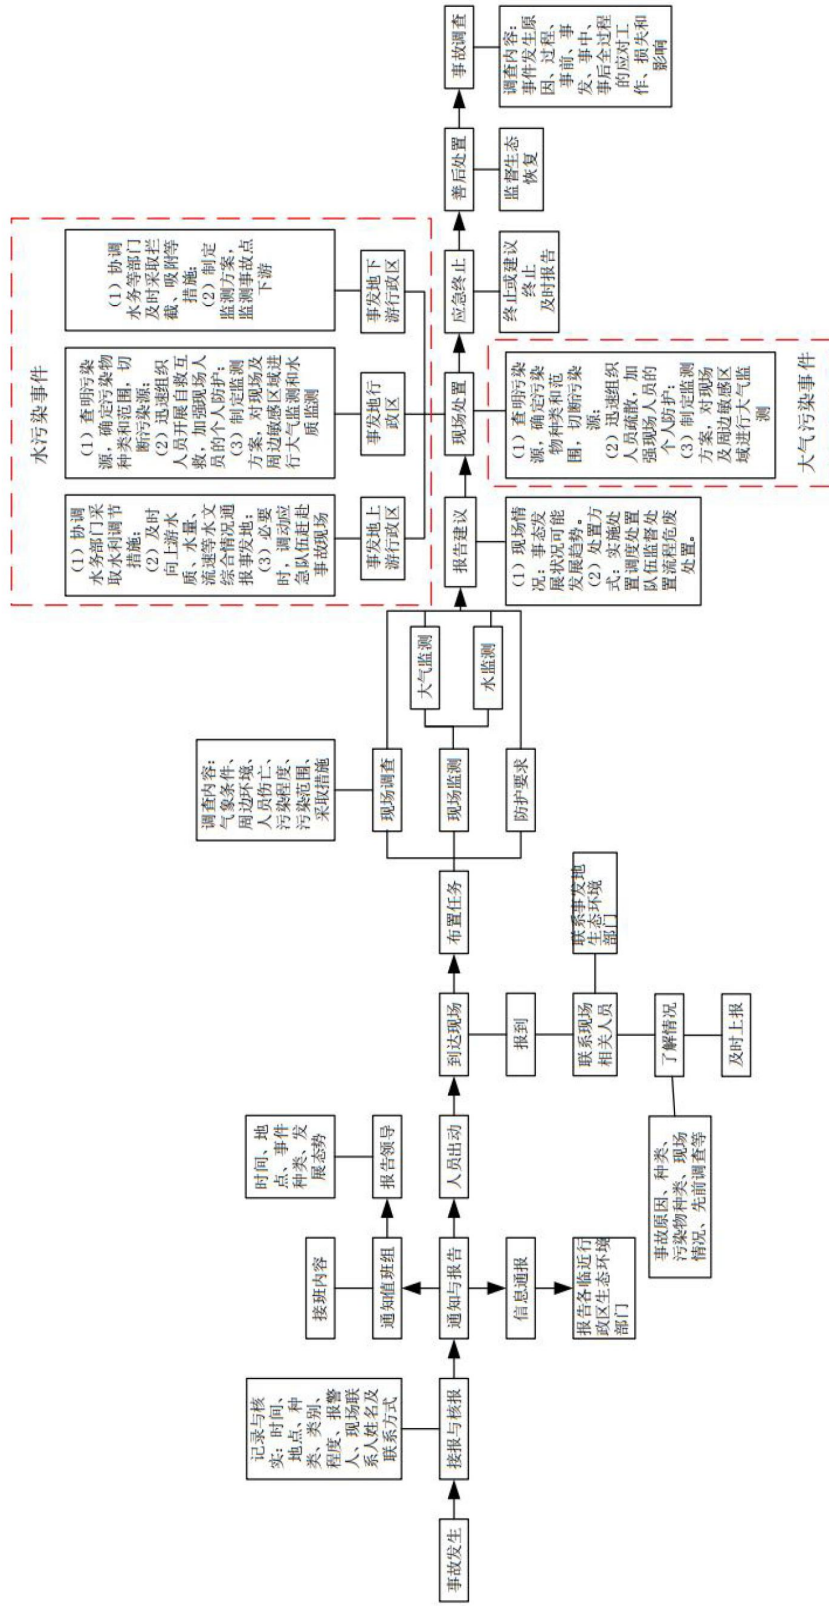 事故发生
接报与核报
记录与核
实：时间、
地点、种
类、类别、
程度、报警
人、现场联
系人姓名及
联系方式
通知与报告
通知值班组
接班内容
报告领导
时间、地
点、事件
种类、发
展态势
信息通报
报告各临近行
政区生态环境
部门
人员出动
到达现场
报到
联系现场
相关人员
联系事发地
生态环境
部门
了解情况
事故原因、种类、
污染物种类、现场
情况、先前调查等
及时上报
布置任务
现场调查
调查内容：
气象条件、
周边环境、
人员伤亡、
污染程度、
污染范围、
采取措施
现场监测
大气监测
水监测
防护要求
报告建议
（1）现场情
况：事态发
展状况可能
发展趋势。
（2）处置方
式：实施处
置调度处置
队伍监督处
置流程危废
处置。
现场处置
水污染事件
事发地上
游行政区
（1）协调
水务部门采
取水利调节
措施；
（2）及时
向上游水
质、水量、
流速等水文
综合情况通
报事发地；
（3）必要
时，调动应
急队伍赶赴
事故现场
事发地行
政区
（1）查明污染
源，确定污染物
种类和范围，切
断污染源；
（2）迅速组织
人员开展自救互
救，加强现场人
员的个人防护；
（3）制定监测
方案，对现场及
周边敏感区域进
行大气监测和水
质监测
事发地下
游行政区
（1）协调
水务等部门
及时采取拦
截、吸附等
措施；
（2）制定
监测方案，
监测事故点
下游
大气污染事件
（1）查明污染
源，确定污染
物种类和范
围，切断污染
源；
（2）迅速组织
人员疏散，加
强现场人员的
个人防护；
（3）制定监测
方案，对现场
及周边敏感区
域进行大气监
测
应急终止
终止或建议
终止
及时报告
善后处置
监督生态
恢复
事故调查
调查内容：
事件发生原
因、过程、
事前、事
发、事中、
事后全过程
的应对工
作、损失和
影响